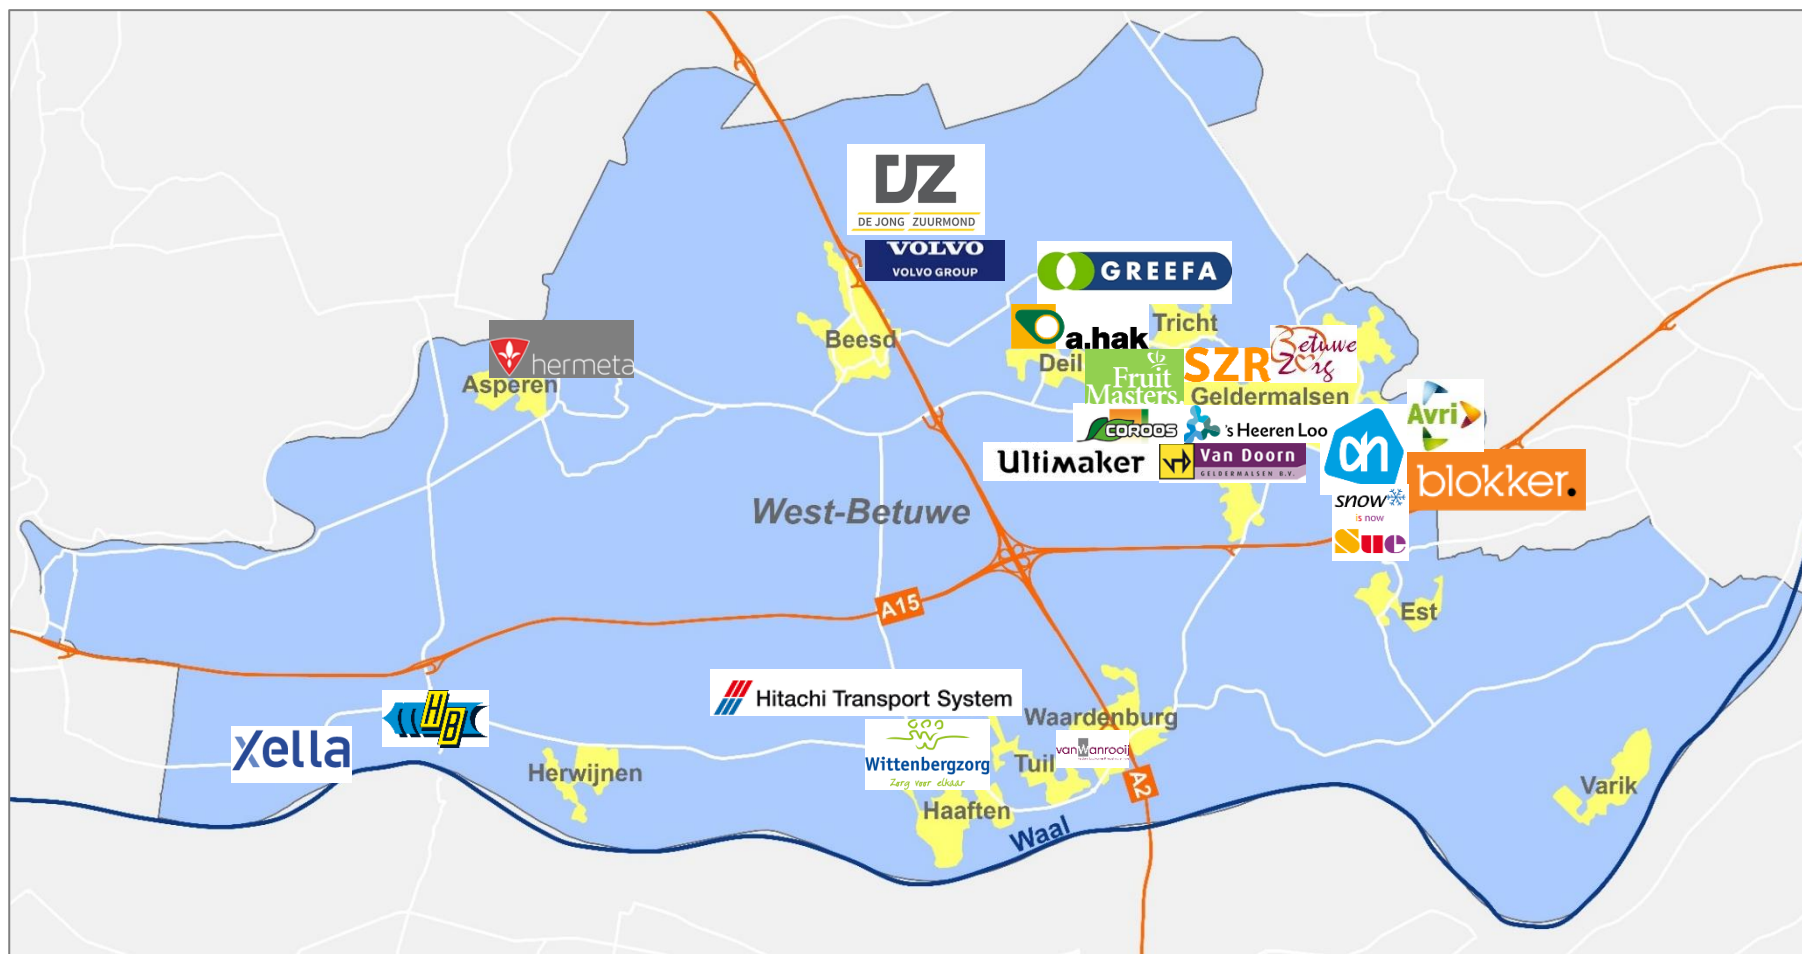 DZ
DE JONG ZUURMOND
VOLVO
VOLVO GROUP
GREEFA
a.hak
Tricht
Beesd
Deil
hermeta
Asperen
SZR
Betuwe
Zorg
Fruit
Masters
Geldermalsen
Avri
COROOS
's Heeren Loo
ah
Ultimaker
Van Doorn
GELDERMALSEN B.V.
blokker.
snow
is now
Sue
West-Betuwe
A15
Est
Hitachi Transport System
HB
Xella
Waardenburg
vanWanrooij
Wittenbergzorg
Zorg voor elkaar
Tuil
Herwijnen
A2
Varik
Haaften
Waal